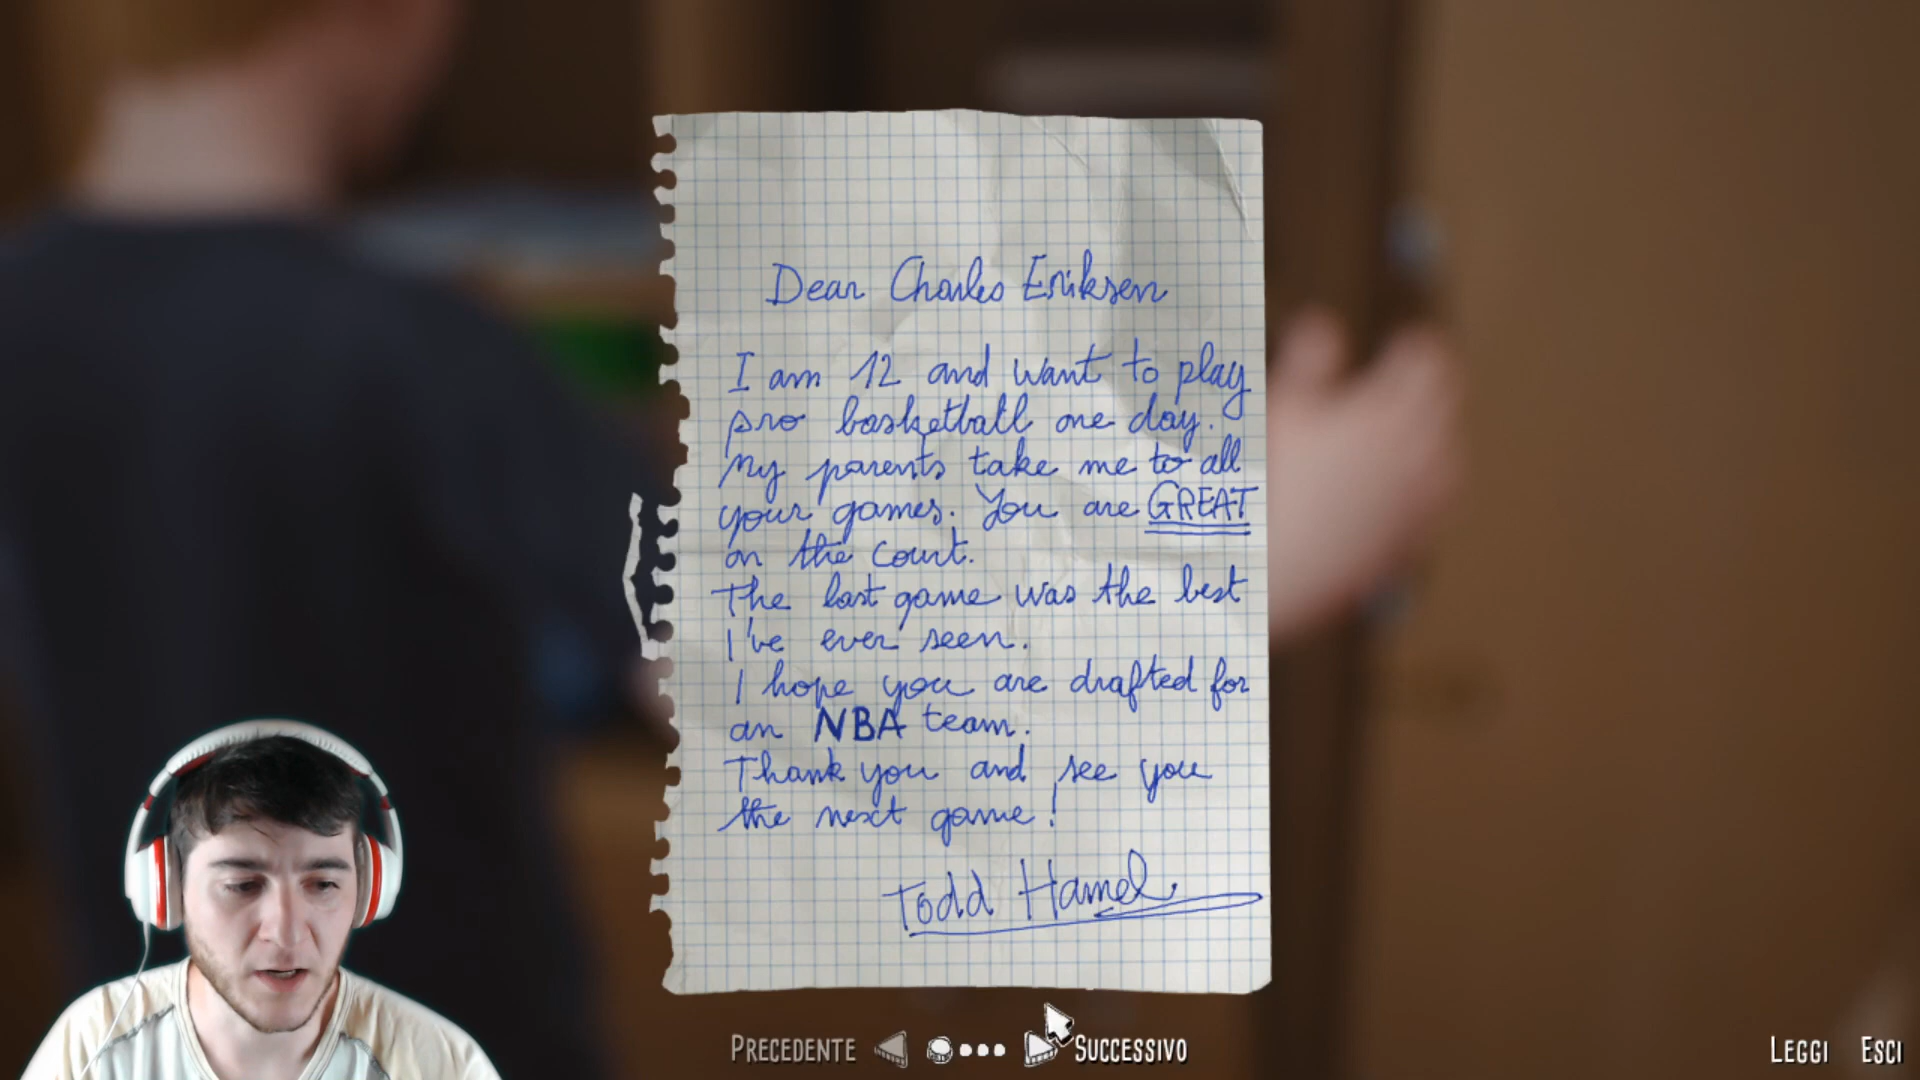 Dear Charles Eriksen
I am 12 and want to play
pro basketball one day.
My parents take me to all
your games. You are GREAT
on the court.
The last game was the best
I've ever seen.
I hope you are drafted for
an NBA team.
Thank you and see you
the next game!
Todd Hamel
PRECEDENTE SUCCESSIVO
LEGGI ESCI